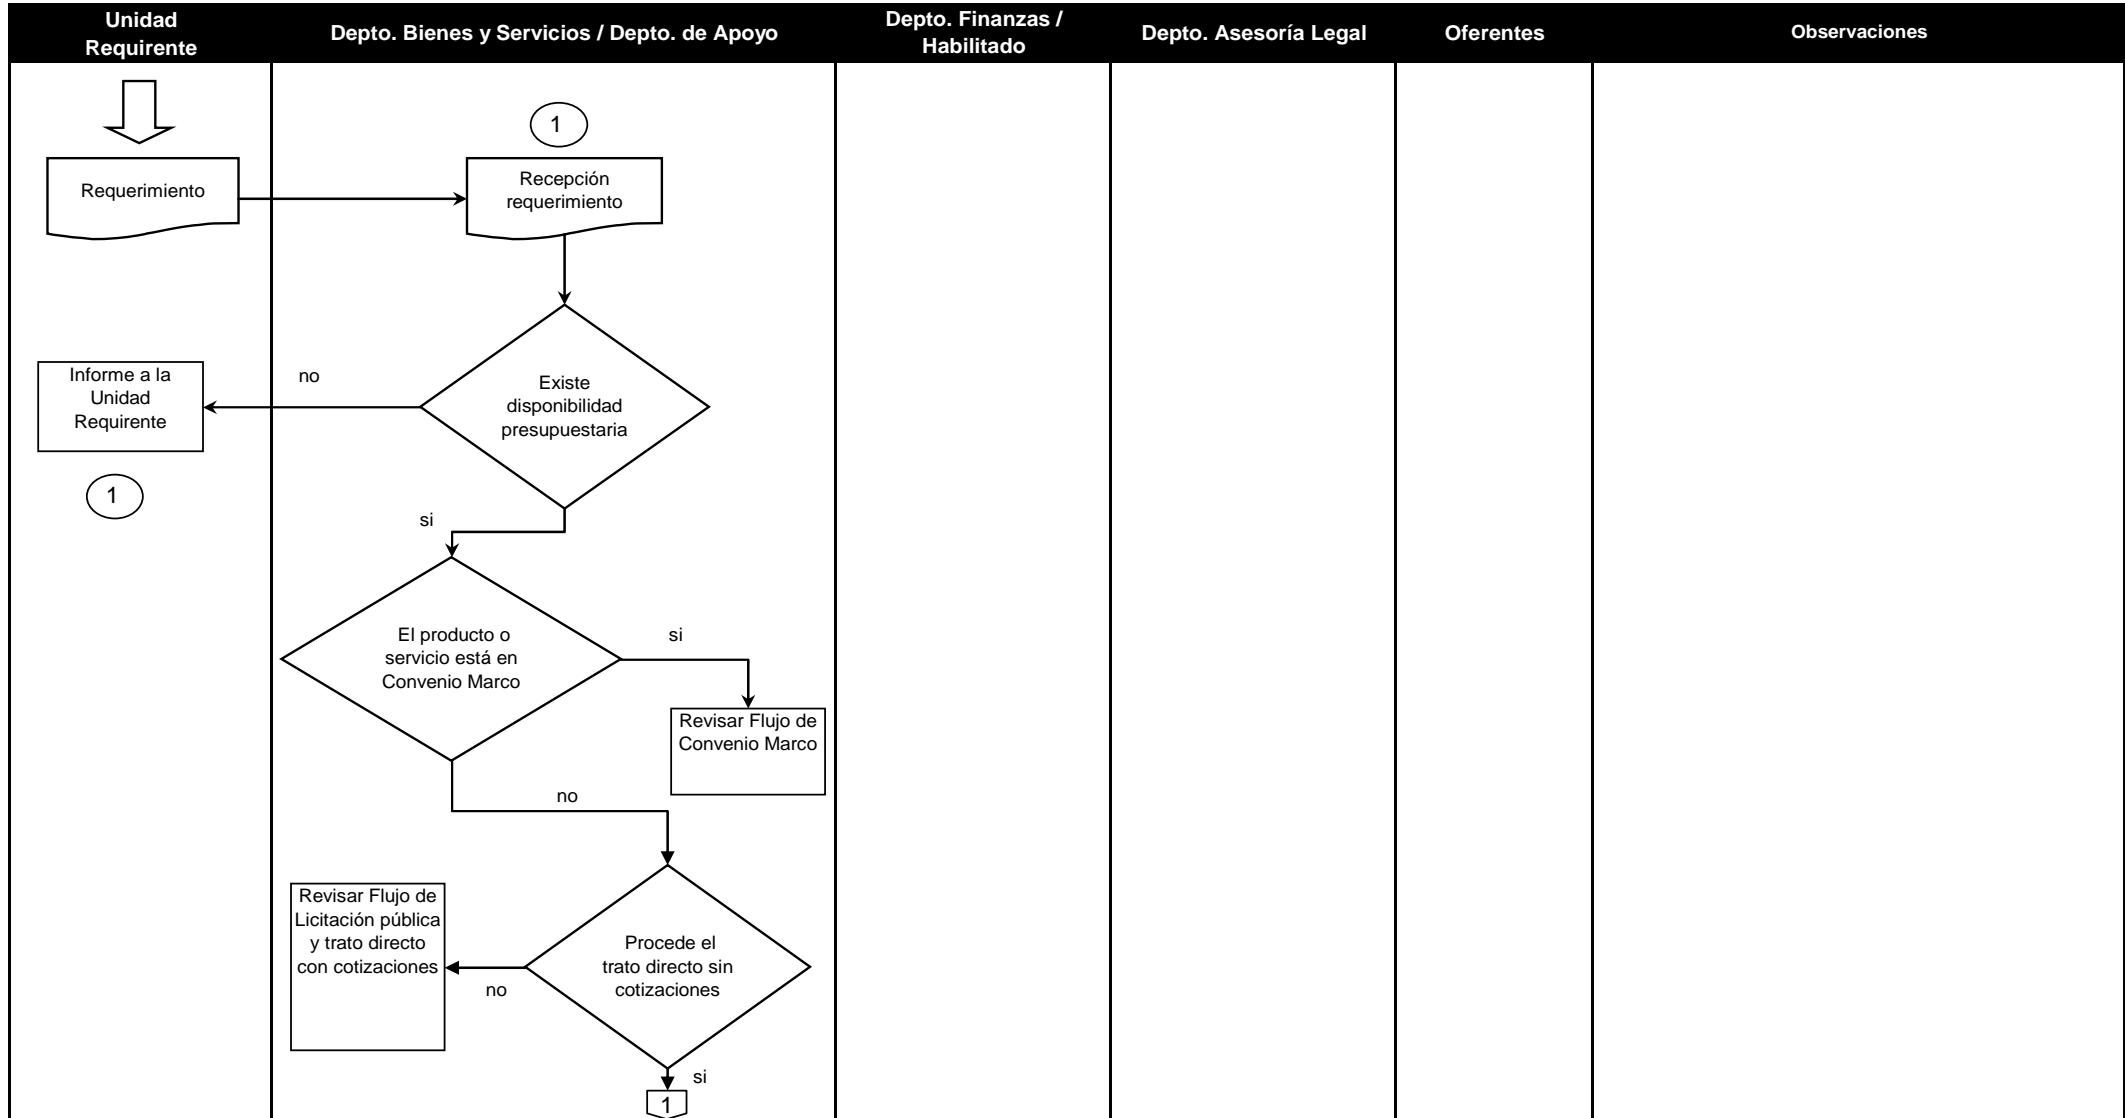 Unidad
Requirente
Depto. Bienes y Servicios / Depto. de Apoyo
Depto. Finanzas /
Habilitado
Depto. Asesoría Legal
Oferentes
Observaciones
1
Requerimiento
Recepción
requerimiento
Informe a la
Unidad
Requirente
no
Existe
disponibilidad
presupuestaria
1
si
El producto o
servicio está en
Convenio Marco
si
Revisar Flujo de
Convenio Marco
no
Revisar Flujo de
Licitación pública
y trato directo
con cotizaciones
no
Procede el
trato directo sin
cotizaciones
si
1